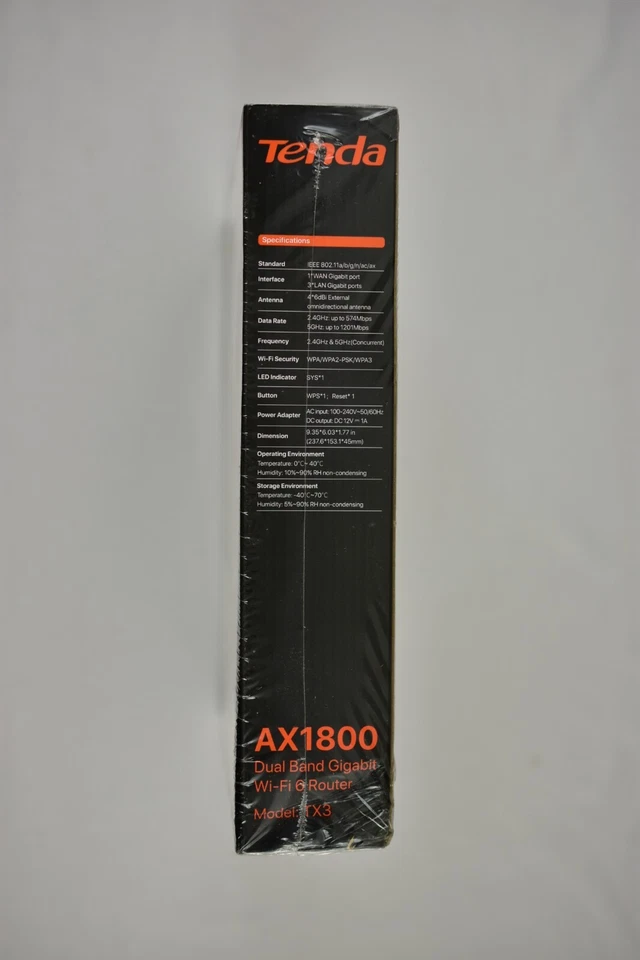 Tenda
Specifications
Standard IEEE 802.11a/b/g/n/ac/ax
Interface 1*WAN Gigabit port
3*LAN Gigabit ports
Antenna 4*6dBi External
omnidirectional antenna
Data Rate 2.4GHz: up to 574Mbps
5GHz: up to 1201Mbps
Frequency 2.4GHz & 5GHz(Concurrent)
Wi-Fi Security WPA/WPA2-PSK/WPA3
LED Indicator SYS*1
Button WPS*1; Reset* 1
Power Adapter AC input: 100-240V~50/60Hz
DC output: DC 12V ⎓ 1A
Dimension 9.35*6.03*1.77 in
(237.6*153.1*45mm)
Operating Environment
Temperature: 0℃~ 40℃
Humidity: 10%~90% RH non-condensing
Storage Environment
Temperature: -40℃~70℃
Humidity: 5%~90% RH non-condensing
AX1800
Dual Band Gigabit
Wi-Fi 6 Router
Model: TX3